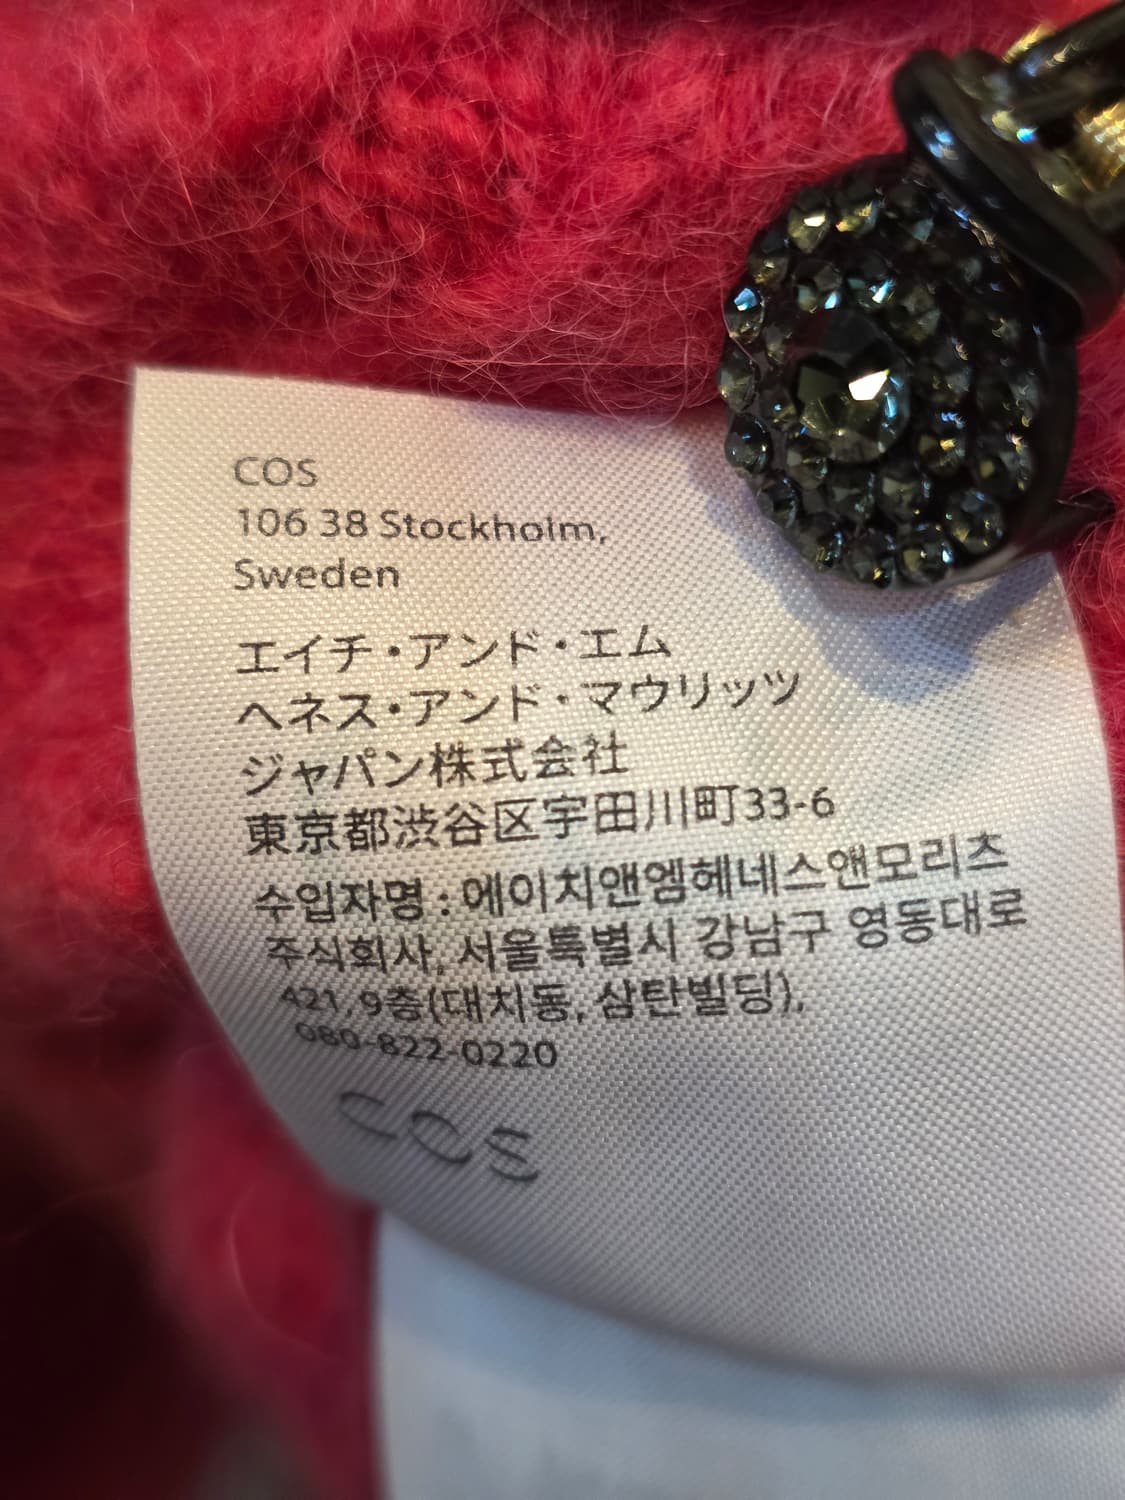 COS
106 38 Stockholm,
Sweden
エイチ・アンド・エム
ヘネス・アンド・マウリッツ
ジャパン株式会社
東京都渋谷区宇田川町33-6
수입자명 : 에이치앤엠헤네스앤모리츠
주식회사, 서울특별시 강남구 영동대로
421, 9층(대치동, 삼탄빌딩),
080-822-0220
COS